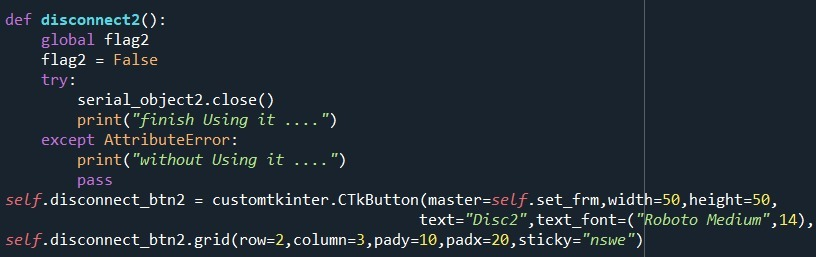 def disconnect2():
    global flag2
    flag2 = False
    try:
        serial_object2.close()
        print("finish Using it ....")
    except AttributeError:
        print("without Using it ....")
        pass
self.disconnect_btn2 = customtkinter.CTkButton(master=self.set_frm,width=50,height=50,
                                              text="Disc2",text_font=("Roboto Medium",14),
self.disconnect_btn2.grid(row=2,column=3,pady=10,padx=20,sticky="nswe")